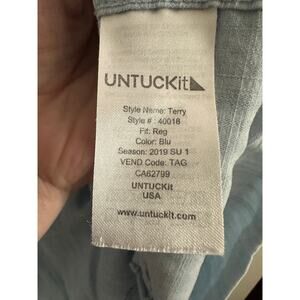 UNTUCKit
Style Name: Terry
Style #: 40018
Fit: Reg
Color: Blu
Season: 2019 SU 1
VEND Code: TAG
CA62799
UNTUCKit
USA
www.untuckit.com